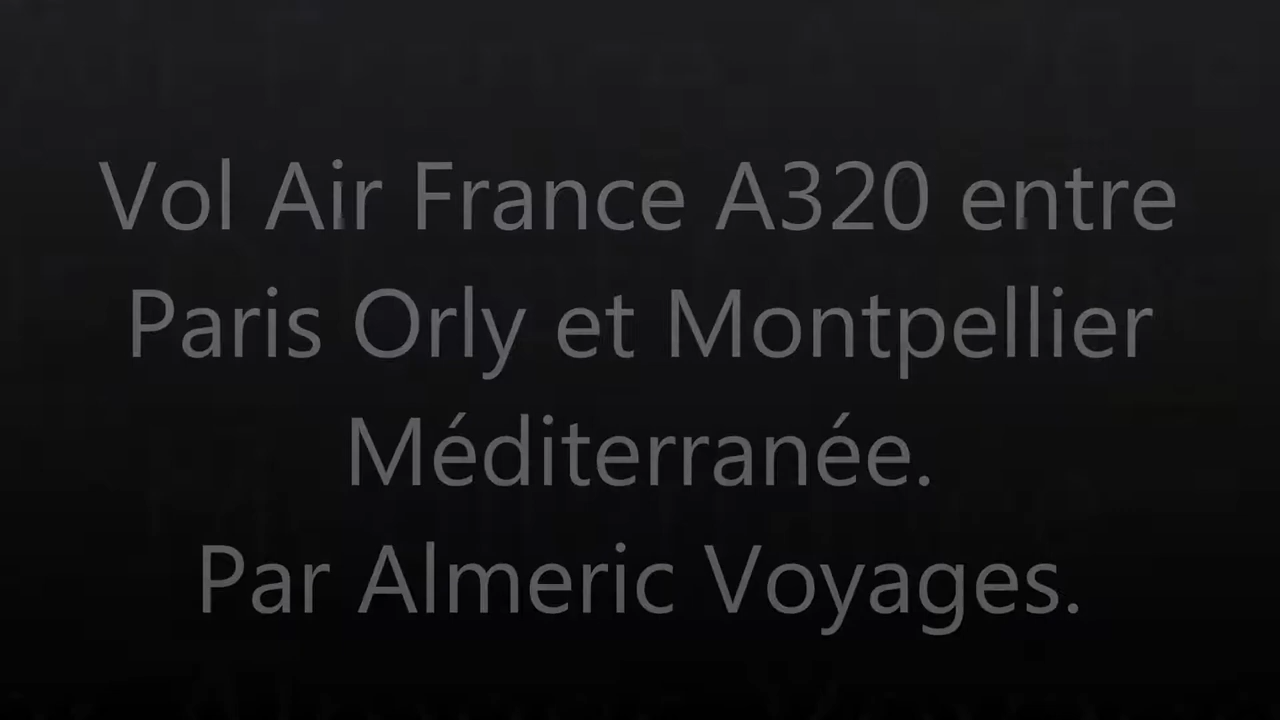 Vol Air France A320 entre
Paris Orly et Montpellier
Méditerranée.
Par Almeric Voyages.